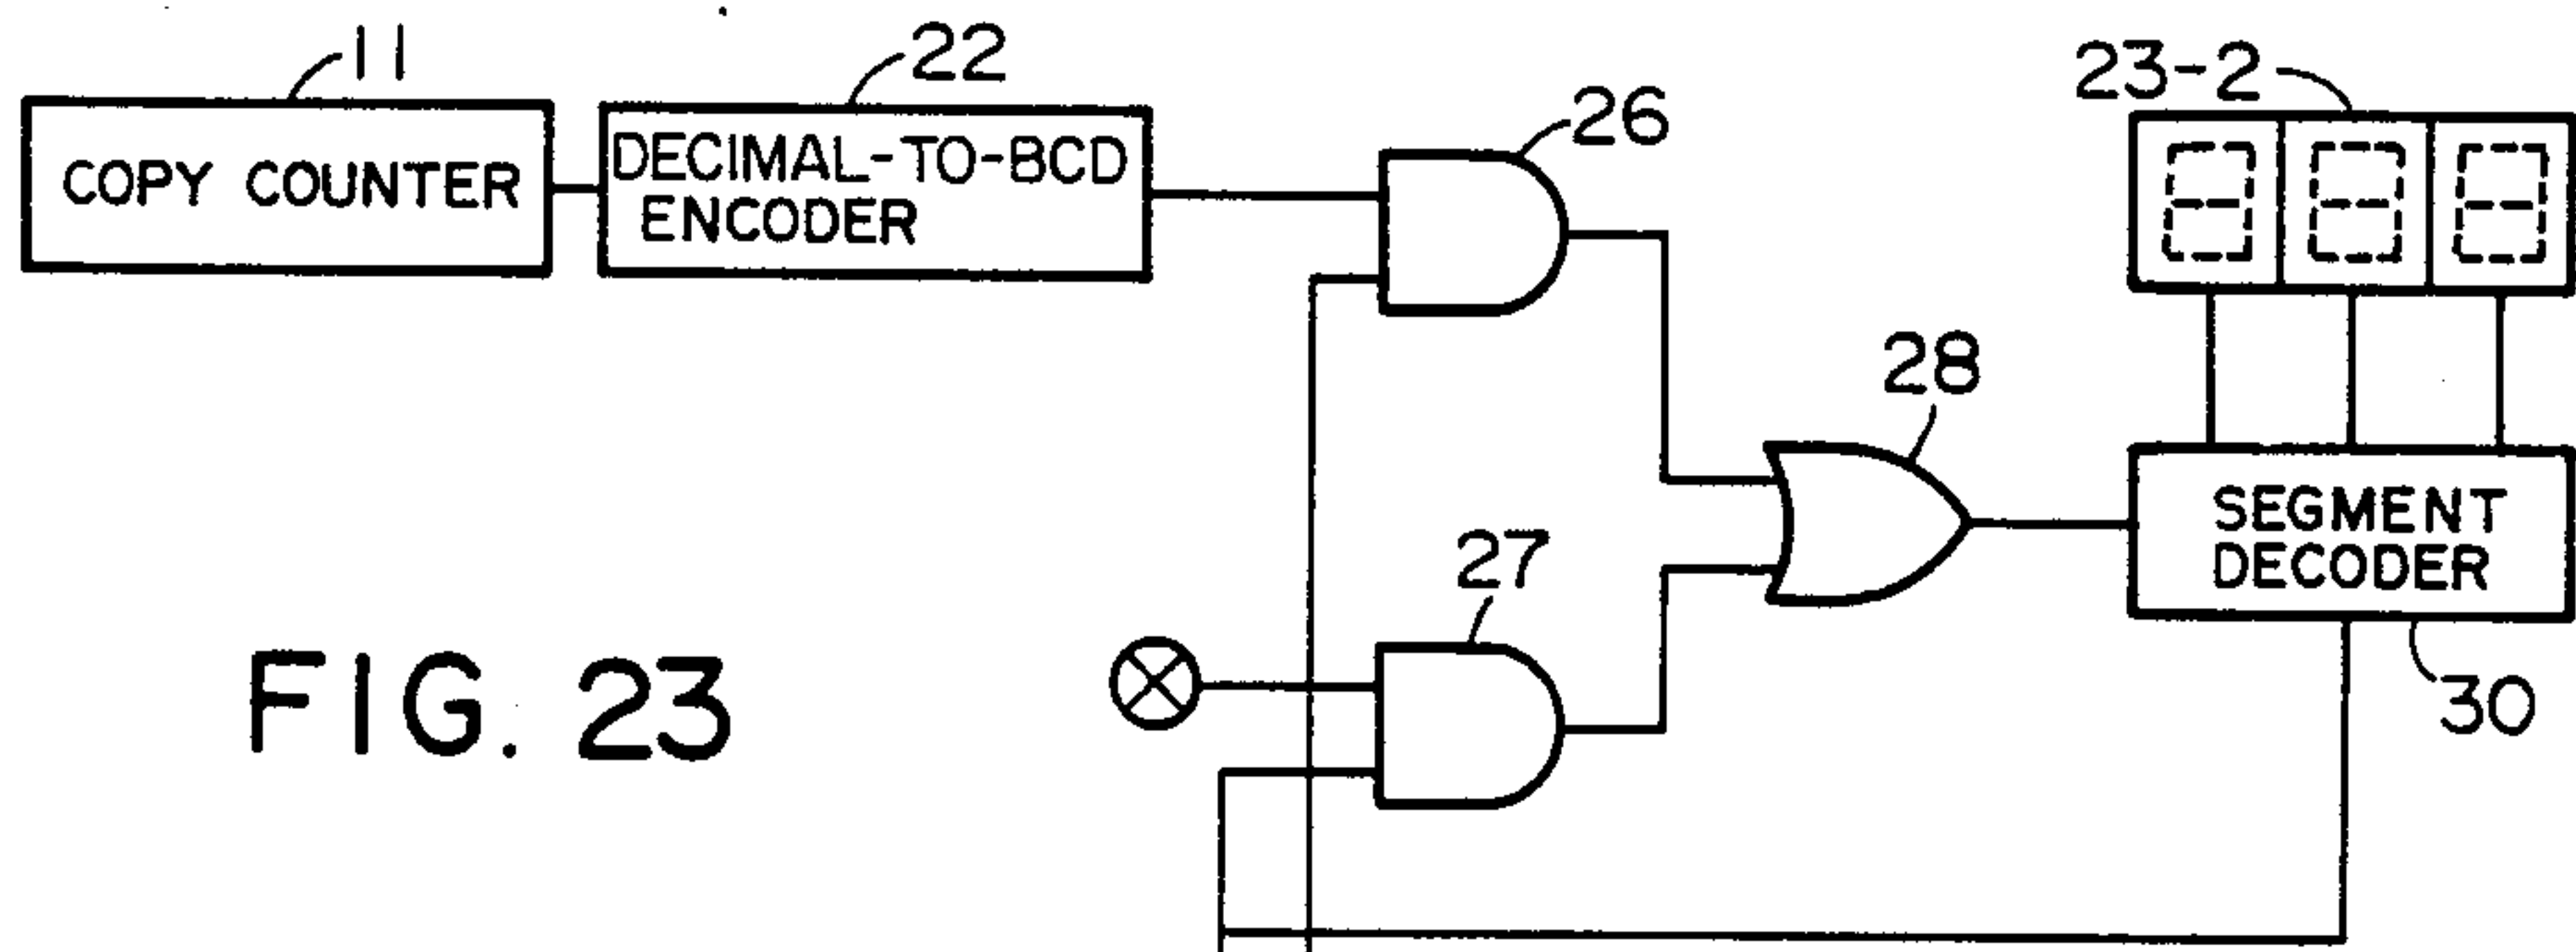 11
22
26
23-2
COPY COUNTER
DECIMAL-TO-BCD
ENCODER
28
27
SEGMENT
DECODER
30
FIG. 23